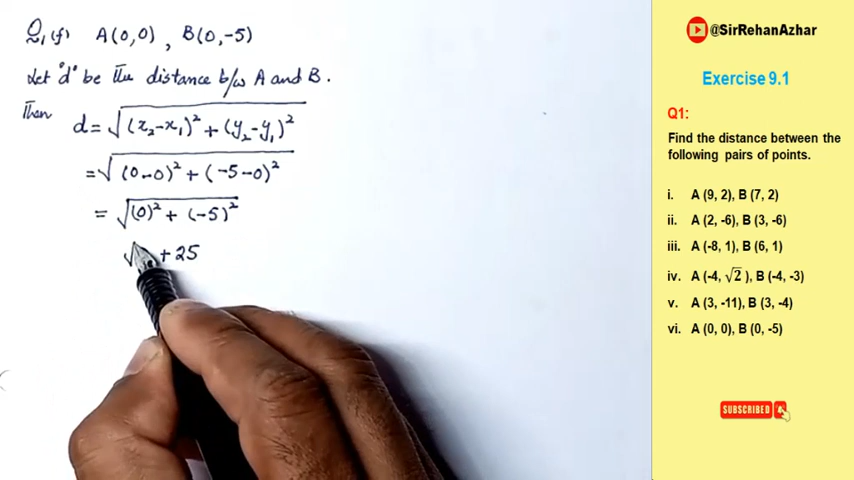 Q1(f) A(0,0) , B(0,-5)
Let "d" be the distance b/w A and B.
Then
d = √(x₂-x₁)² + (y₂-y₁)²
= √(0-0)² + (-5-0)²
= √(0)² + (-5)²
√ + 25
@SirRehanAzhar
Exercise 9.1
Q1:
Find the distance between the
following pairs of points.
i. A (9, 2), B (7, 2)
ii. A (2, -6), B (3, -6)
iii. A (-8, 1), B (6, 1)
iv. A (-4, √2 ), B (-4, -3)
v. A (3, -11), B (3, -4)
vi. A (0, 0), B (0, -5)
SUBSCRIBED